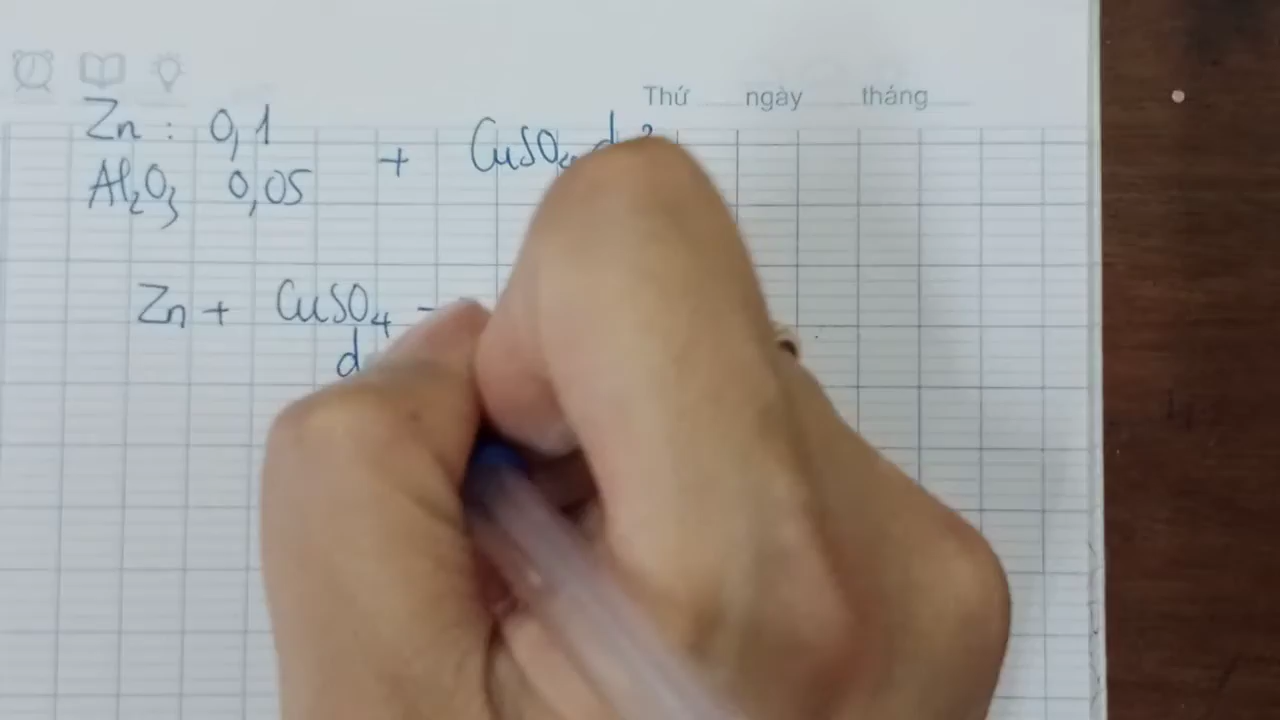 Thứ ngày tháng
Zn : 0,1
+ CuSO₄
Al₂O₃ 0,05
Zn + CuSO₄